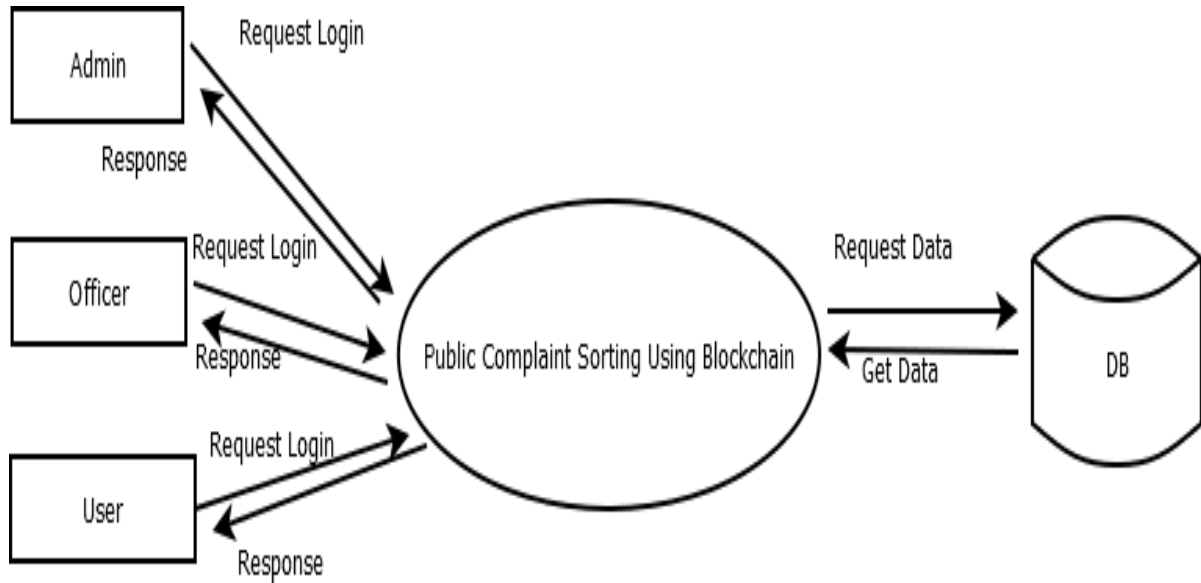 Request Login
Admin
Response
Request Login
Officer
Response
Request Login
User
Response
Public Complaint Sorting Using Blockchain
Request Data
Get Data
DB